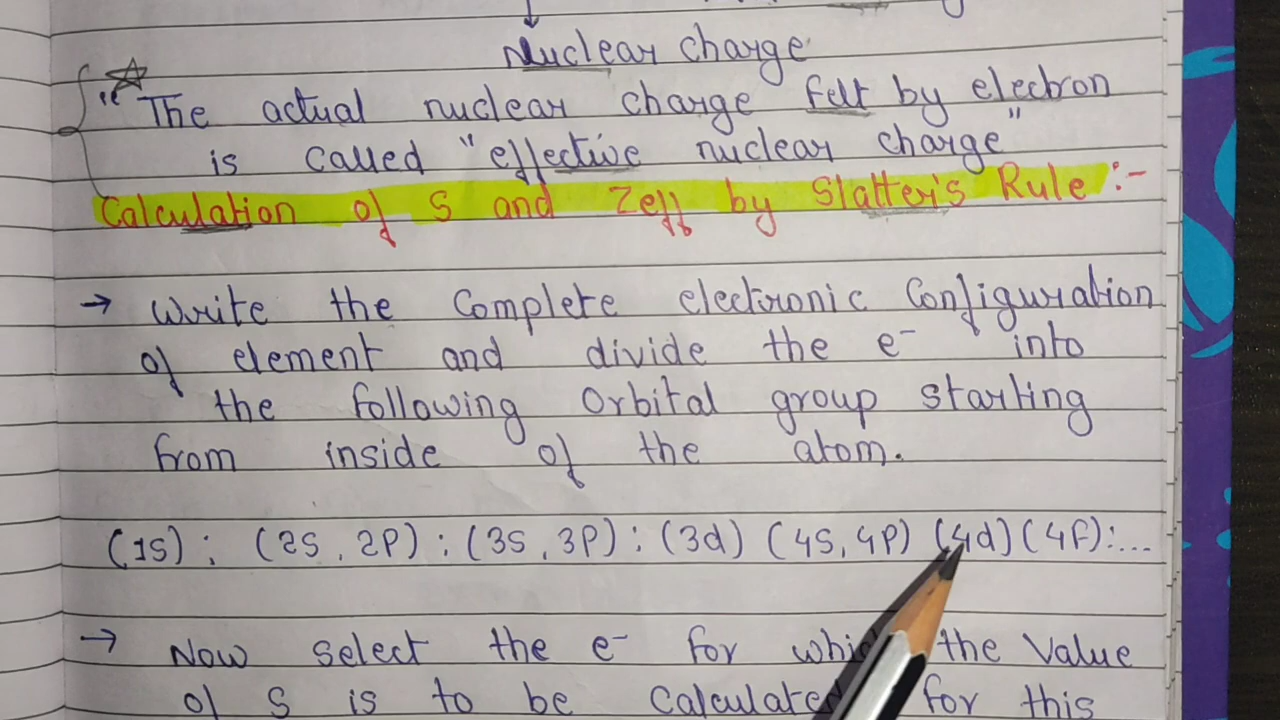 Nuclear charge
"The actual nuclear charge felt by electron
is called "effective nuclear charge"
Calculation of S and Zeff by Slatter's Rule :-
→ Write the Complete electronic Configuration
of element and divide the e⁻ into
the following Orbital group starting
from inside of the atom.
(1s) ; (2s , 2p) : (3s , 3p) : (3d) (4s, 4p) (4d) (4f):...
→ Now select the e⁻ for which the value
of S is to be Calculated for this